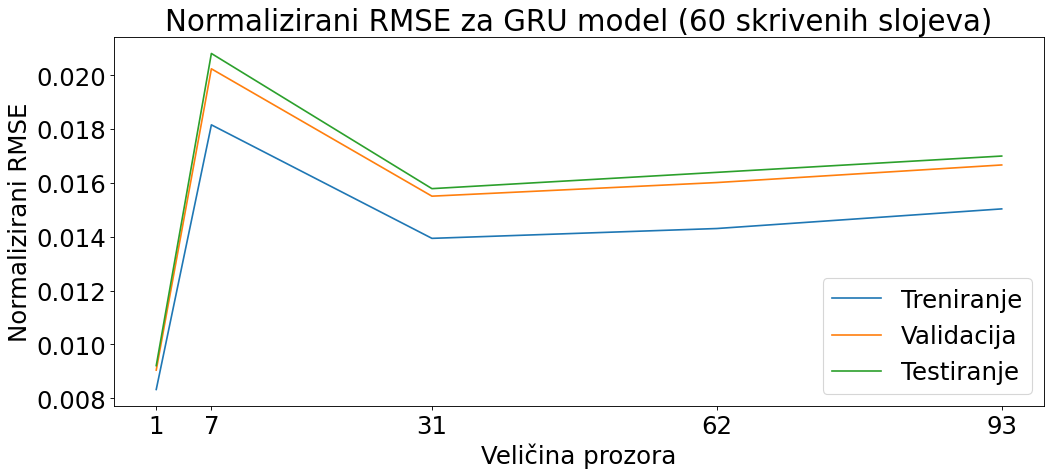 Normalizirani RMSE za GRU model (60 skrivenih slojeva)
Normalizirani RMSE
0.020
0.018
0.016
0.014
0.012
0.010
0.008
Treniranje
Validacija
Testiranje
1 7 31 62 93
Veličina prozora